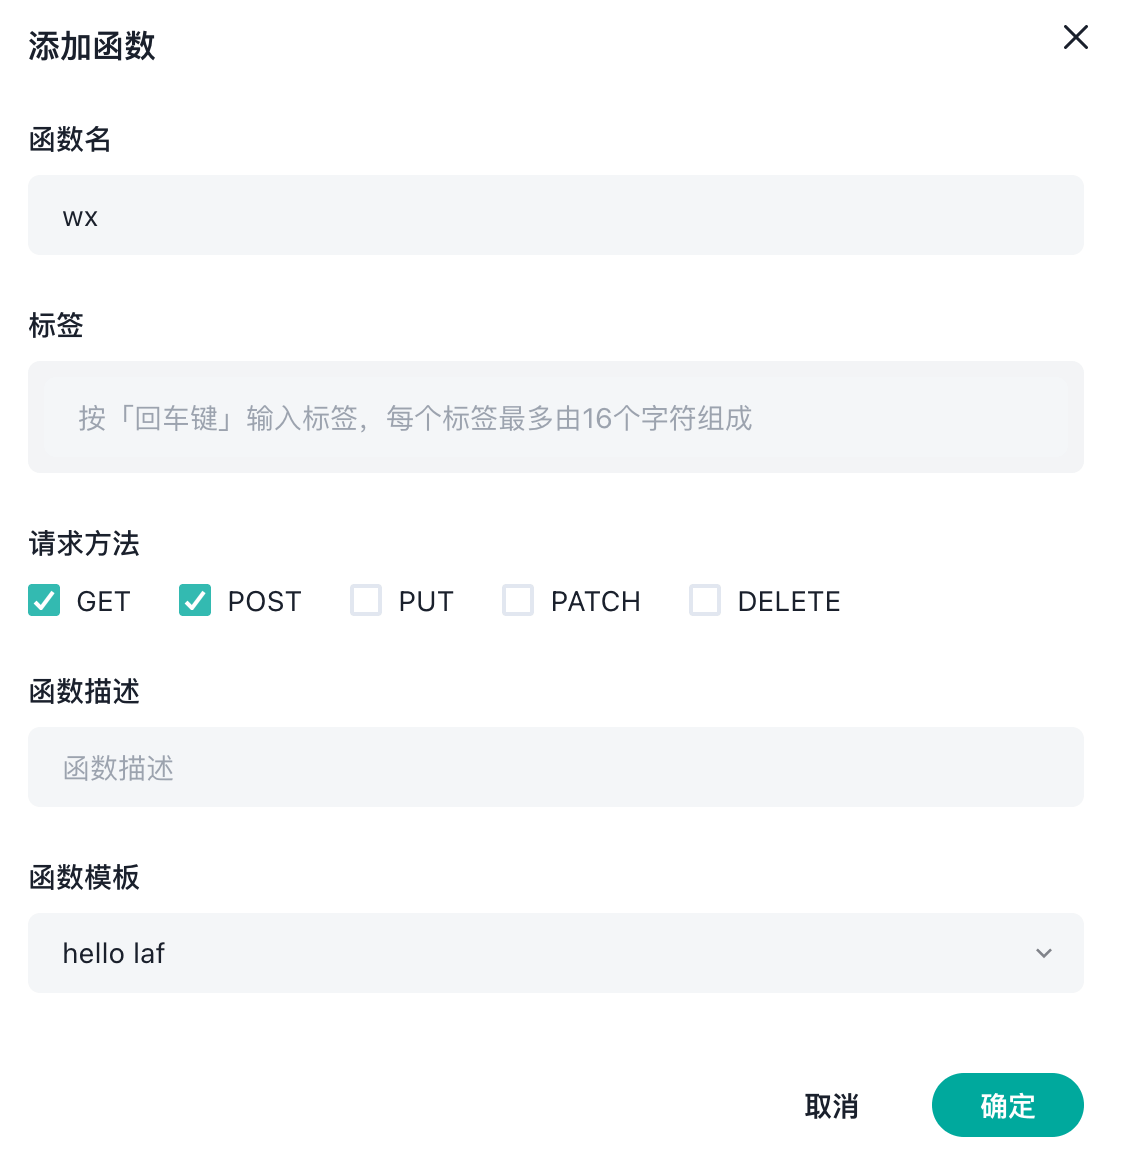 添加函数
函数名
wx
标签
按「回车键」输入标签，每个标签最多由16个字符组成
请求方法
GET POST PUT PATCH DELETE
函数描述
函数描述
函数模板
hello laf
取消 确定